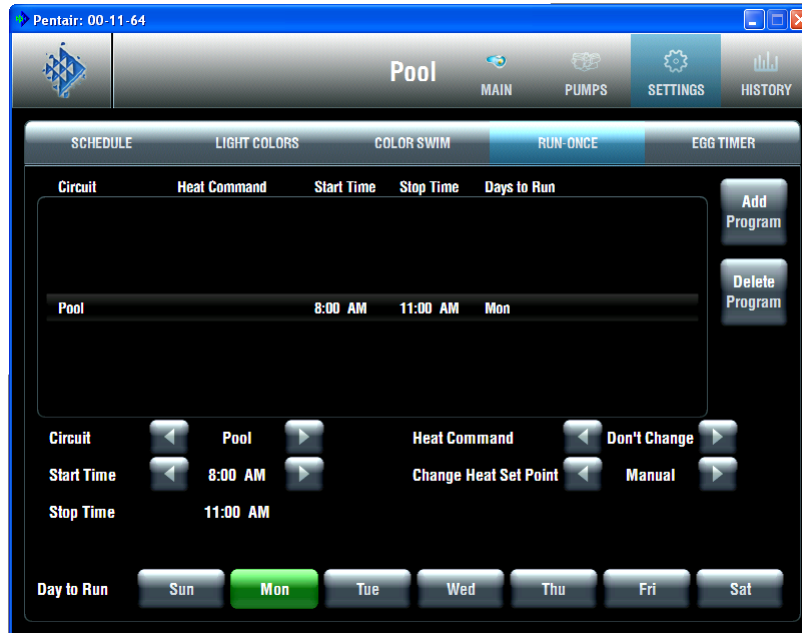 Pentair: 00-11-64
Pool
MAIN
PUMPS
SETTINGS
HISTORY
SCHEDULE
LIGHT COLORS
COLOR SWIM
RUN-ONCE
EGG TIMER
Circuit Heat Command Start Time Stop Time Days to Run
Add
Program
Delete
Program
Pool 8:00 AM 11:00 AM Mon
Circuit Pool Heat Command Don't Change
Start Time 8:00 AM Change Heat Set Point Manual
Stop Time 11:00 AM
Day to Run Sun Mon Tue Wed Thu Fri Sat